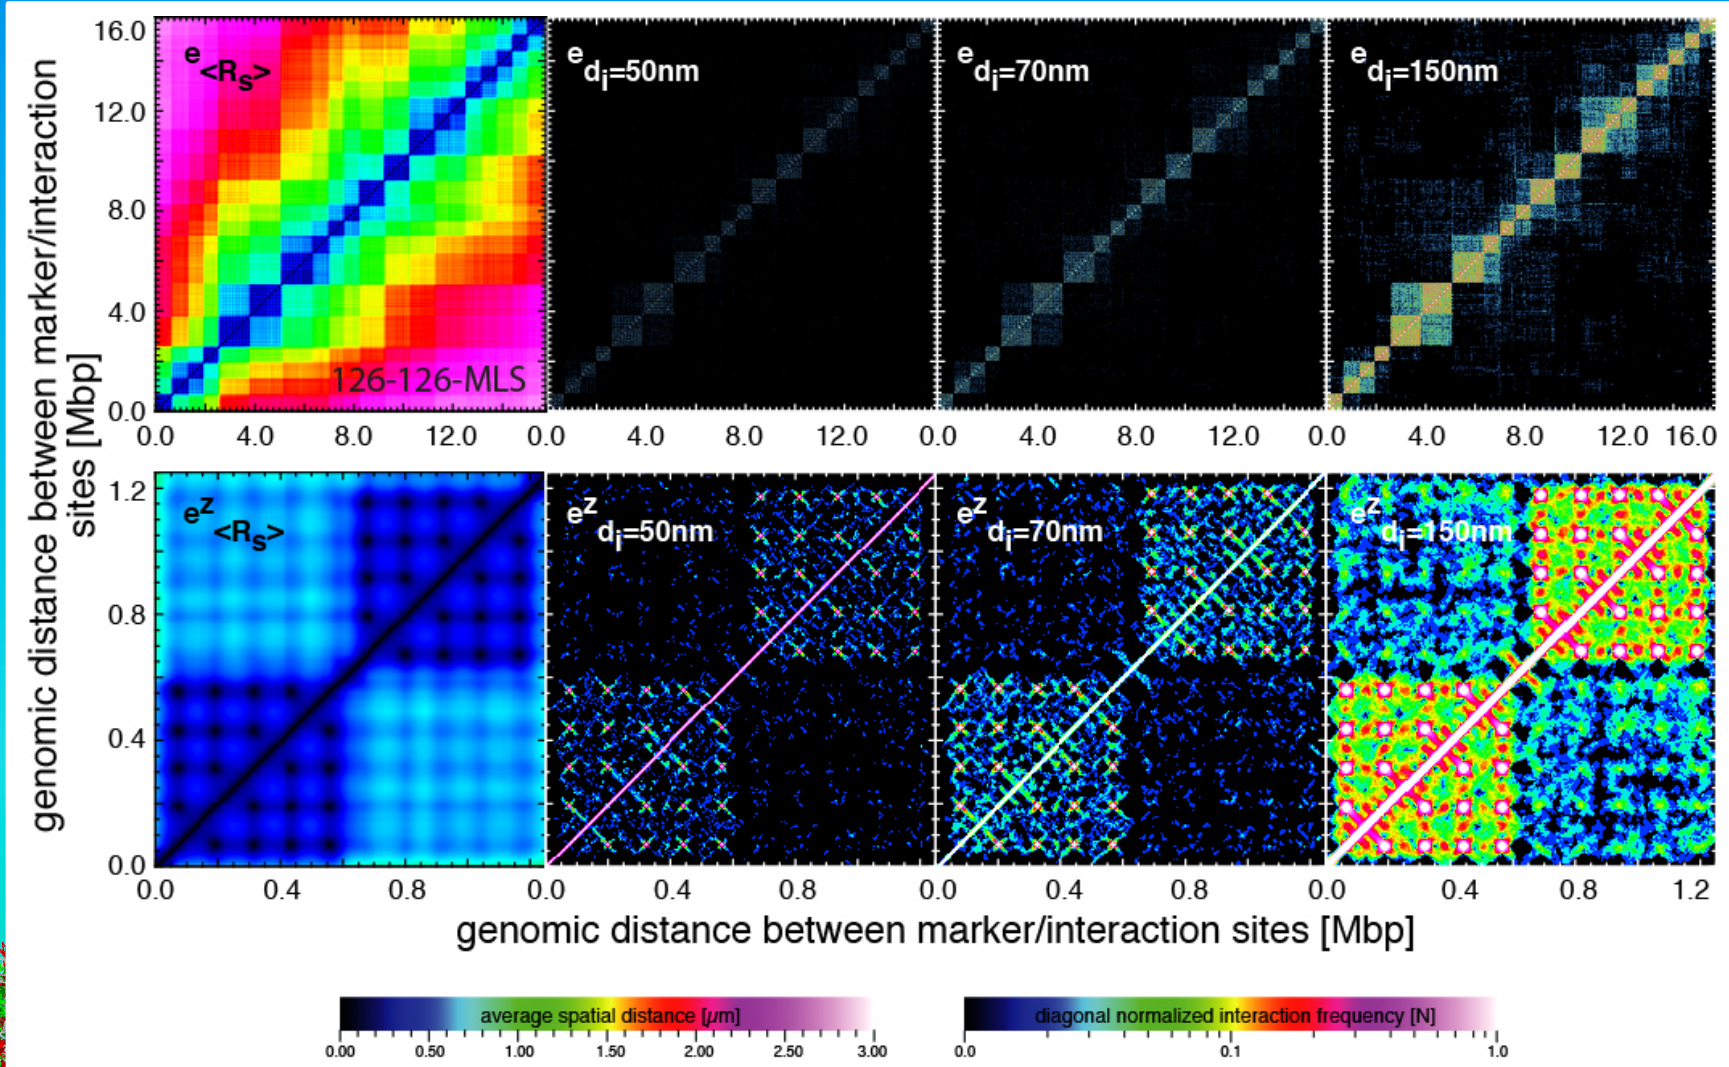 genomic distance between marker/interaction
sites [Mbp]
16.0
12.0
8.0
4.0
0.0
e<Rs>
126-126-MLS
edi=50nm
edi=70nm
edi=150nm
0.0 4.0 8.0 12.0 0.0 4.0 8.0 12.0 0.0 4.0 8.0 12.0 0.0 4.0 8.0 12.0 16.0
1.2
0.8
0.4
0.0
ez<Rs>
ezdi=50nm
ezdi=70nm
ezdi=150nm
0.0 0.4 0.8 0.0 0.4 0.8 0.0 0.4 0.8 0.0 0.4 0.8 1.2
genomic distance between marker/interaction sites [Mbp]
average spatial distance [µm]
0.00 0.50 1.00 1.50 2.00 2.50 3.00
diagonal normalized interaction frequency [N]
0.0 0.1 1.0